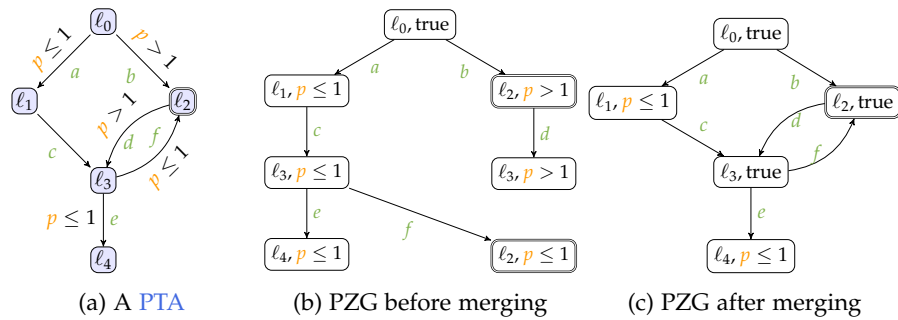 ℓ0
p ≤ 1
p > 1
a
b
ℓ1
ℓ2
p > 1
c
d
f
p ≤ 1
ℓ3
p ≤ 1
e
ℓ4
(a) A PTA
ℓ0, true
a
b
ℓ1, p ≤ 1
ℓ2, p > 1
c
d
ℓ3, p ≤ 1
ℓ3, p > 1
e
f
ℓ4, p ≤ 1
ℓ2, p ≤ 1
(b) PZG before merging
ℓ0, true
a
b
ℓ1, p ≤ 1
ℓ2, true
c
d
f
ℓ3, true
e
ℓ4, p ≤ 1
(c) PZG after merging